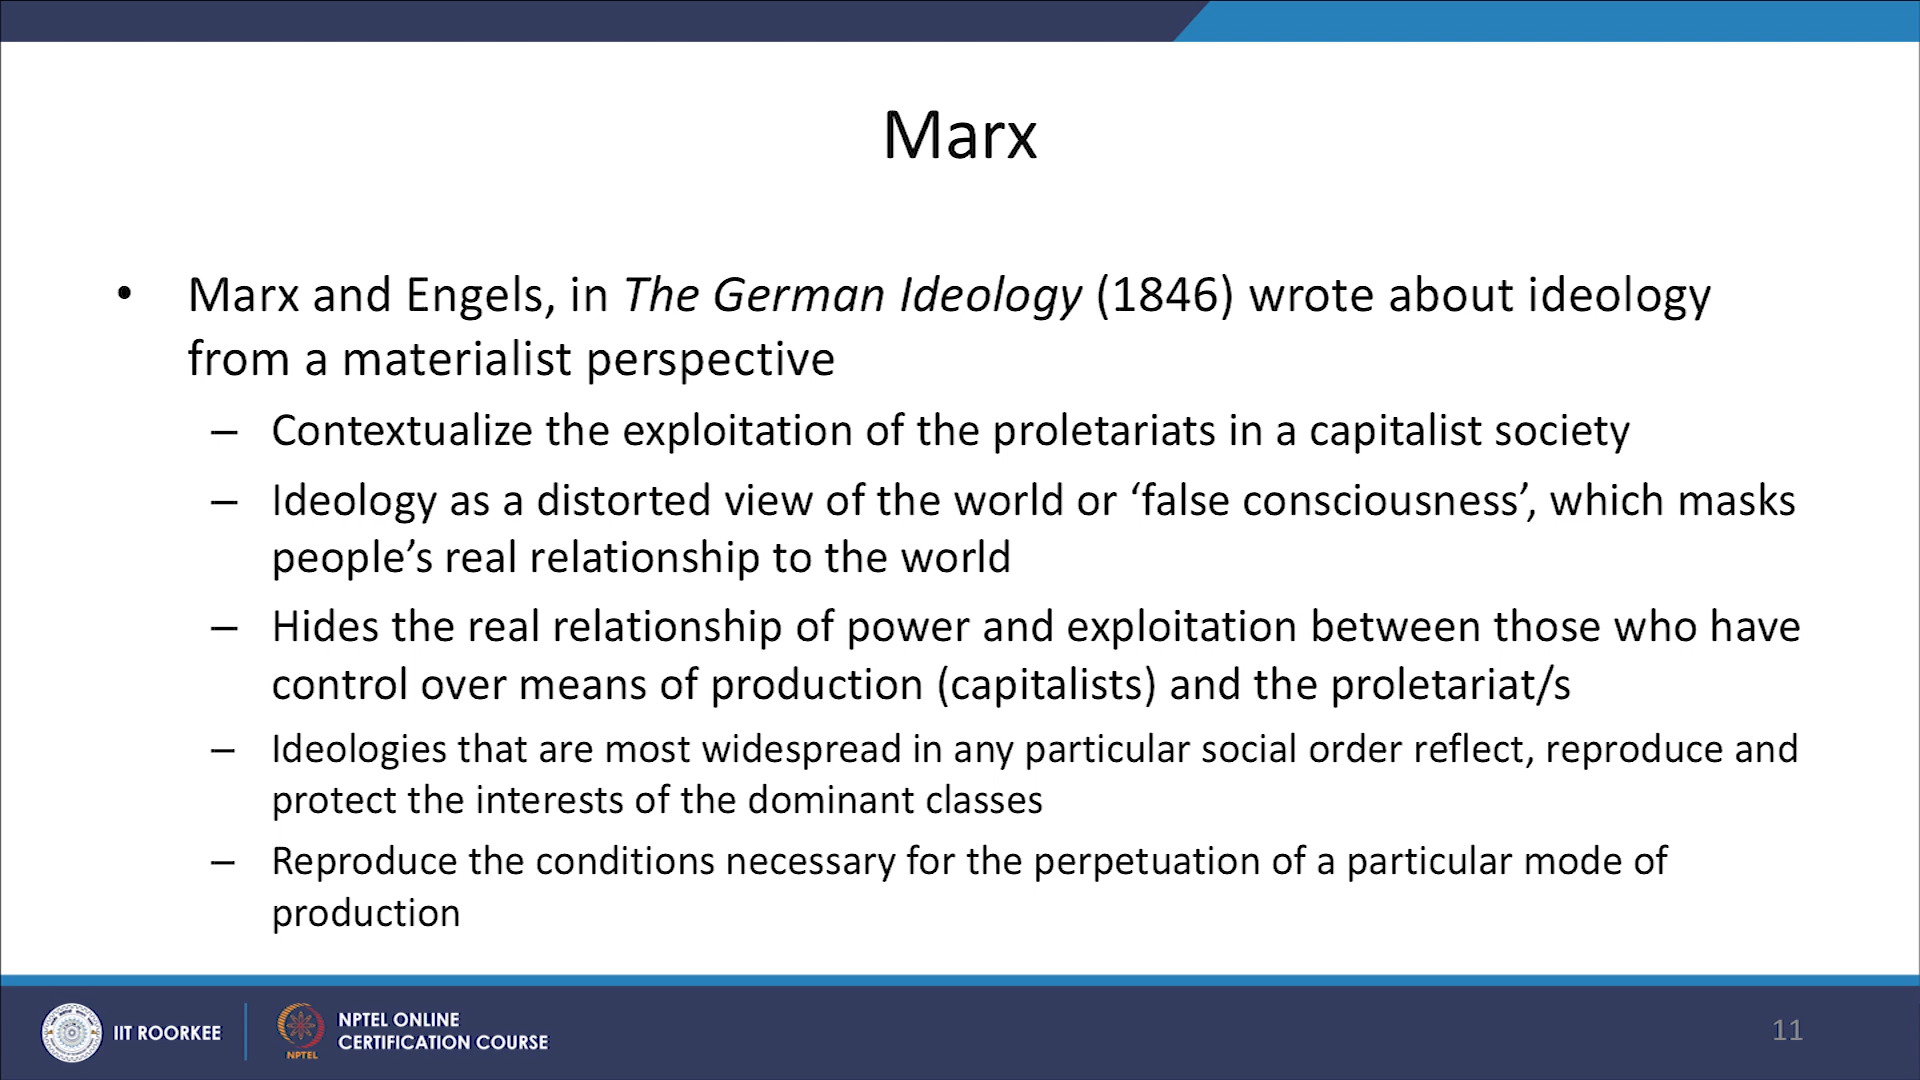 Marx
• Marx and Engels, in The German Ideology (1846) wrote about ideology
from a materialist perspective
– Contextualize the exploitation of the proletariats in a capitalist society
– Ideology as a distorted view of the world or ‘false consciousness’, which masks
people’s real relationship to the world
– Hides the real relationship of power and exploitation between those who have
control over means of production (capitalists) and the proletariat/s
– Ideologies that are most widespread in any particular social order reflect, reproduce and
protect the interests of the dominant classes
– Reproduce the conditions necessary for the perpetuation of a particular mode of
production
IIT ROORKEE
NPTEL
NPTEL ONLINE
CERTIFICATION COURSE
11